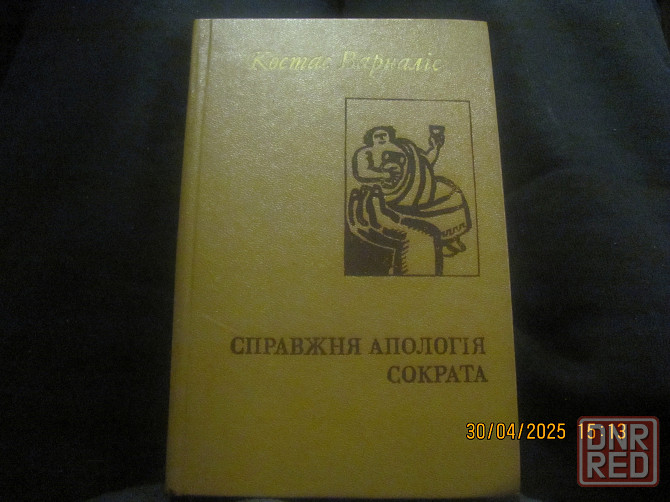 Костас Варналіс
СПРАВЖНЯ АПОЛОГІЯ
СОКРАТА
30/04/2025 15:13
DNR
RED